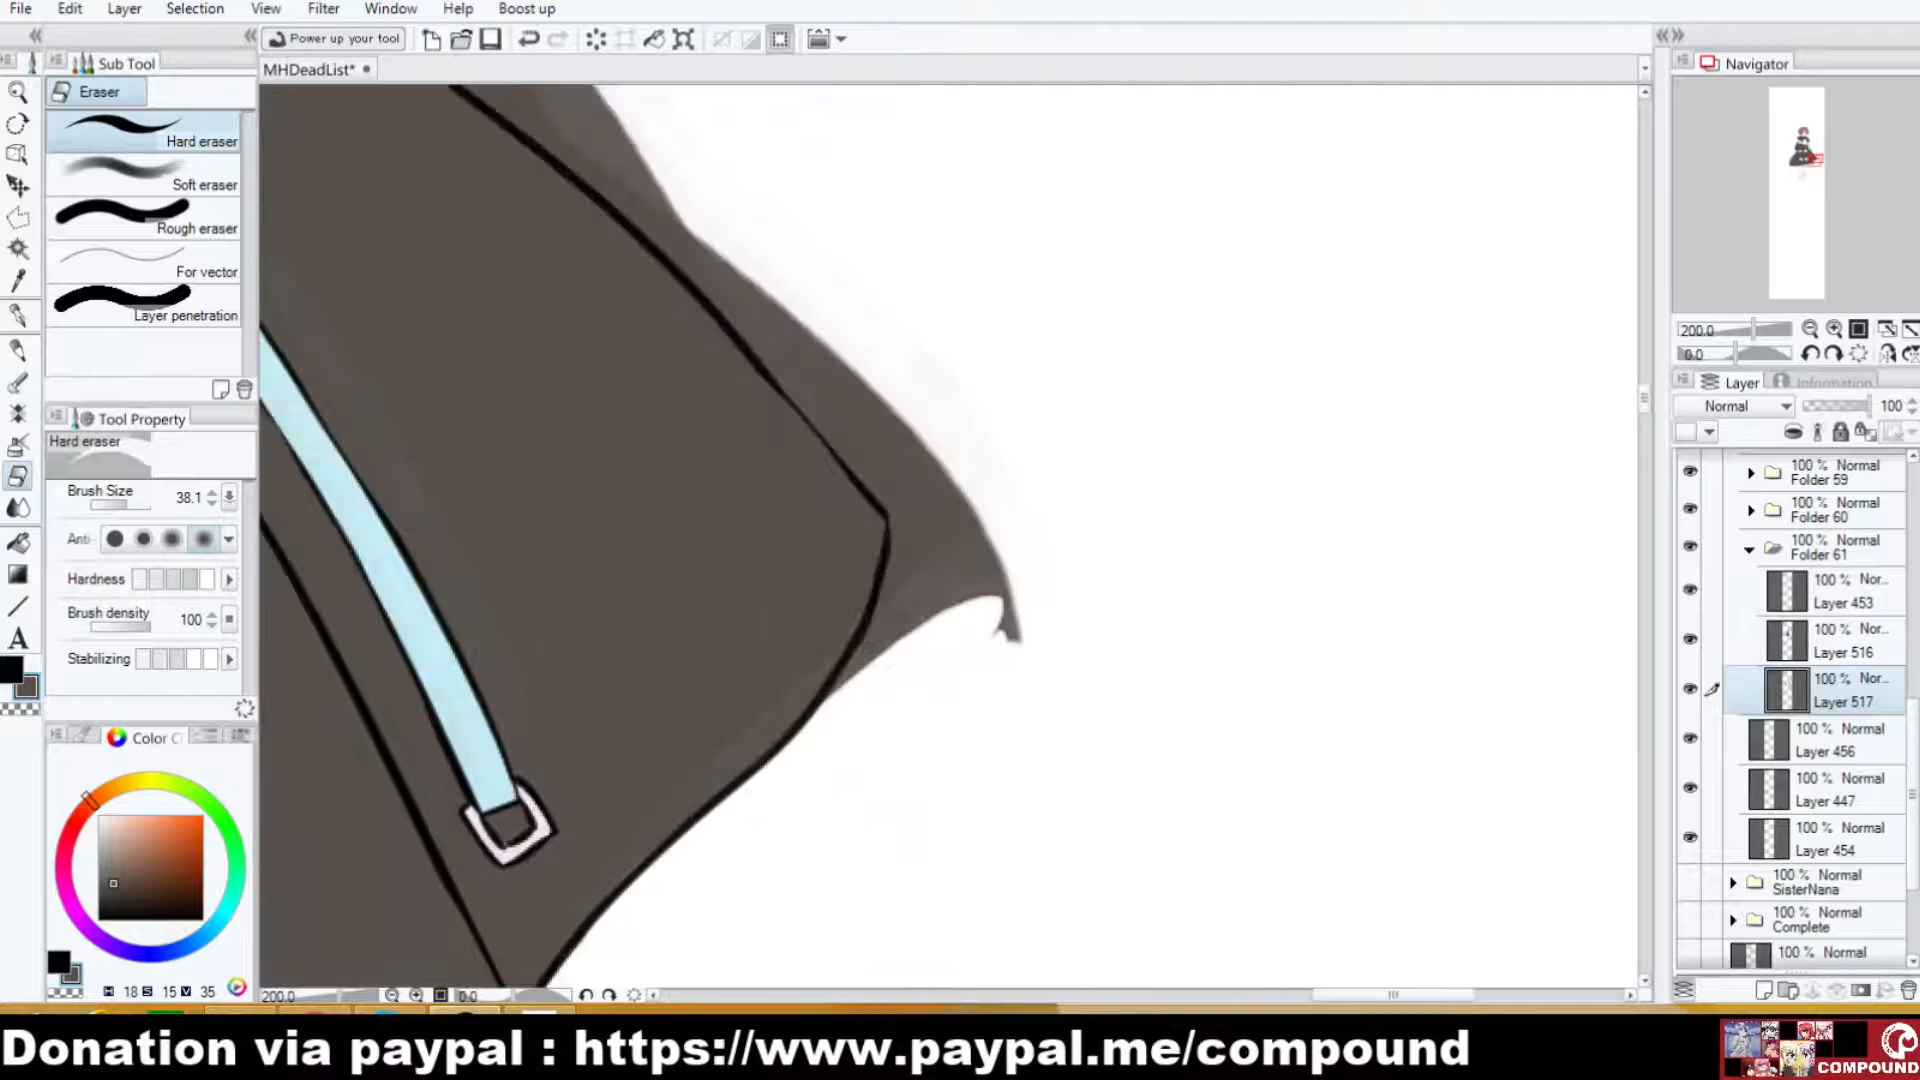 File Edit Layer Selection View Filter Window Help Boost up
Power up your tool
Sub Tool
MHDeadList*
Navigator
Eraser
Hard eraser
Soft eraser
Rough eraser
For vector
Layer penetration
200.0
0.0
Layer Information
Normal 100
Tool Property
Hard eraser
Brush Size 38.1
Anti-
Hardness
Brush density 100
Stabilizing
Color C
100 % Normal
Folder 59
100 % Normal
Folder 60
100 % Normal
Folder 61
100 % Nor...
Layer 453
100 % Nor...
Layer 516
100 % Nor...
Layer 517
100 % Normal
Layer 456
100 % Normal
Layer 447
100 % Normal
Layer 454
100 % Normal
SisterNana
100 % Normal
Complete
100 % Normal
H 18 S 15 V 35
200.0 0.0
Donation via paypal : https://www.paypal.me/compound
COMPOUND